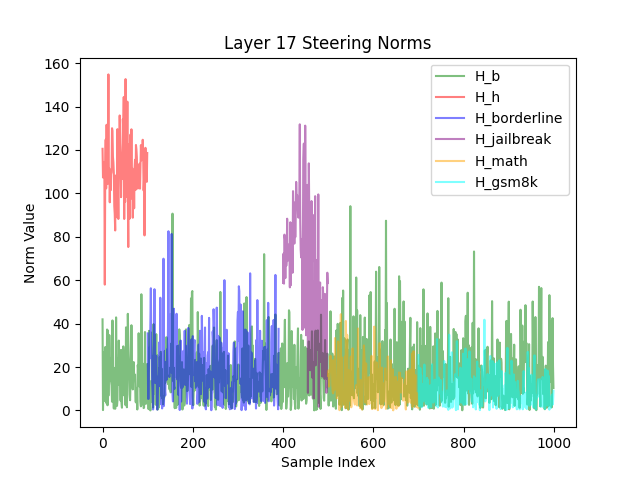 Layer 17 Steering Norms
Norm Value
160
140
120
100
80
60
40
20
0
H_b
H_h
H_borderline
H_jailbreak
H_math
H_gsm8k
0 200 400 600 800 1000
Sample Index